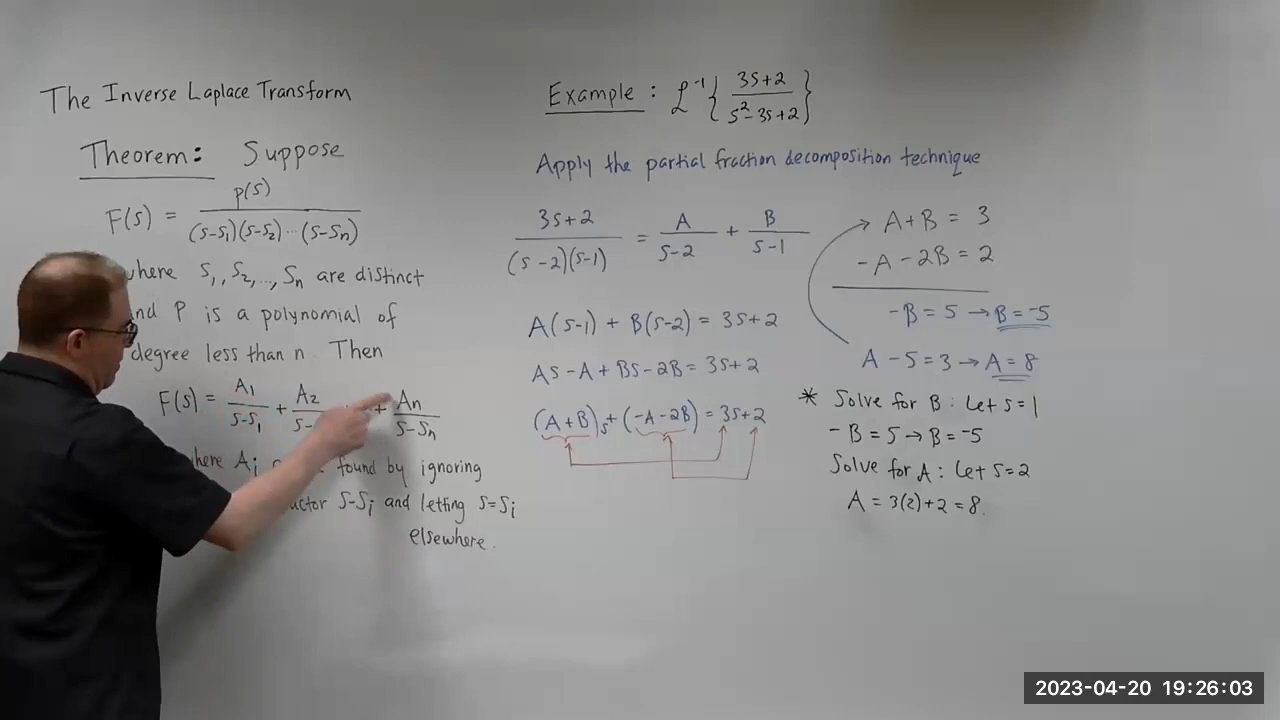 The Inverse Laplace Transform
Theorem: Suppose
F(s) = p(s) / (s-s₁)(s-s₂)...(s-sₙ)
where s₁, s₂, ..., sₙ are distinct
and P is a polynomial of
degree less than n. Then
F(s) = A₁/s-s₁ + A₂/s- + Aₙ/s-sₙ
where Aᵢ found by ignoring
s-sᵢ and letting s=sᵢ
elsewhere.
Example: ℒ⁻¹{ 3s+2 / s²-3s+2 }
Apply the partial fraction decomposition technique
3s+2 / (s-2)(s-1) = A / s-2 + B / s-1
A(s-1) + B(s-2) = 3s+2
As-A+Bs-2B = 3s+2
(A+B)s+(-A-2B) = 3s+2
A+B = 3
-A-2B = 2
-B = 5 → B = -5
A-5=3 → A=8
* Solve for B: Let s=1
-B = 5 → B = -5
Solve for A: Let s=2
A = 3(2)+2 = 8.
2023-04-20 19:26:03